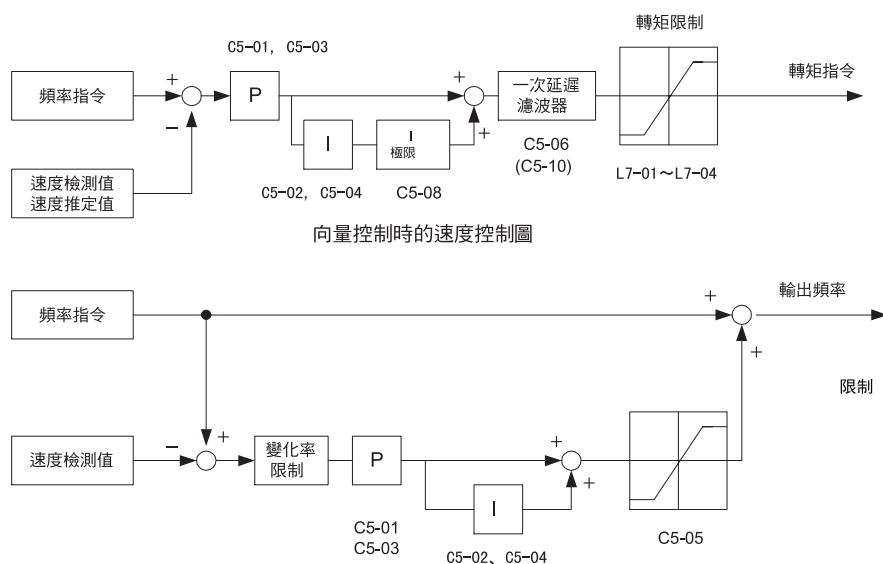 C5-01, C5-03
轉矩限制
頻率指令
+
−
P
+
+
一次延遲
濾波器
轉矩指令
I
I
極限
C5-06
(C5-10)
L7-01～L7-04
速度檢測值
速度推定值
C5-02, C5-04
C5-08
向量控制時的速度控制圖
頻率指令
+
+
輸出頻率
限制
速度檢測值
−
+
變化率
限制
P
+
+
I
C5-01
C5-03
C5-02、C5-04
C5-05